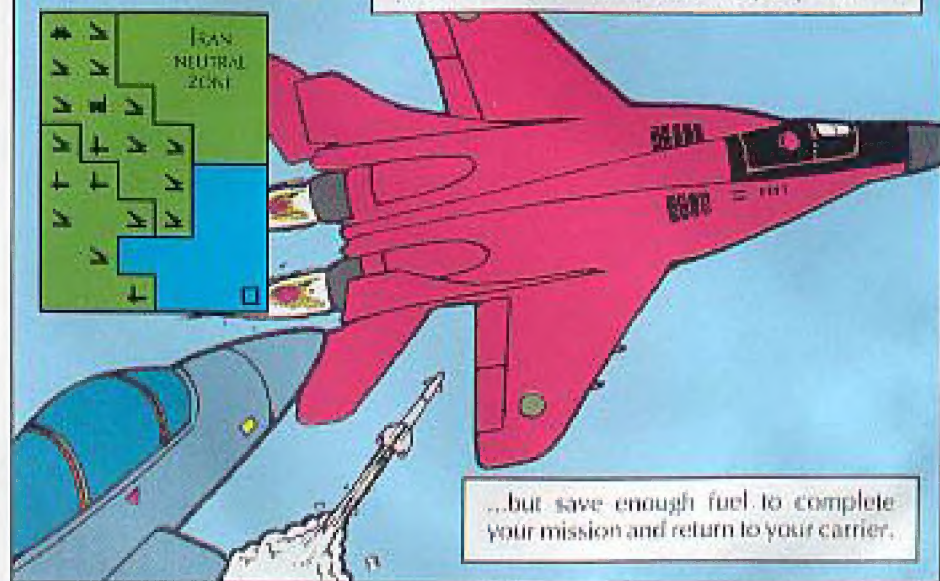 IRAN
NEUTRAL
ZONE
...but save enough fuel to complete
your mission and return to your carrier.